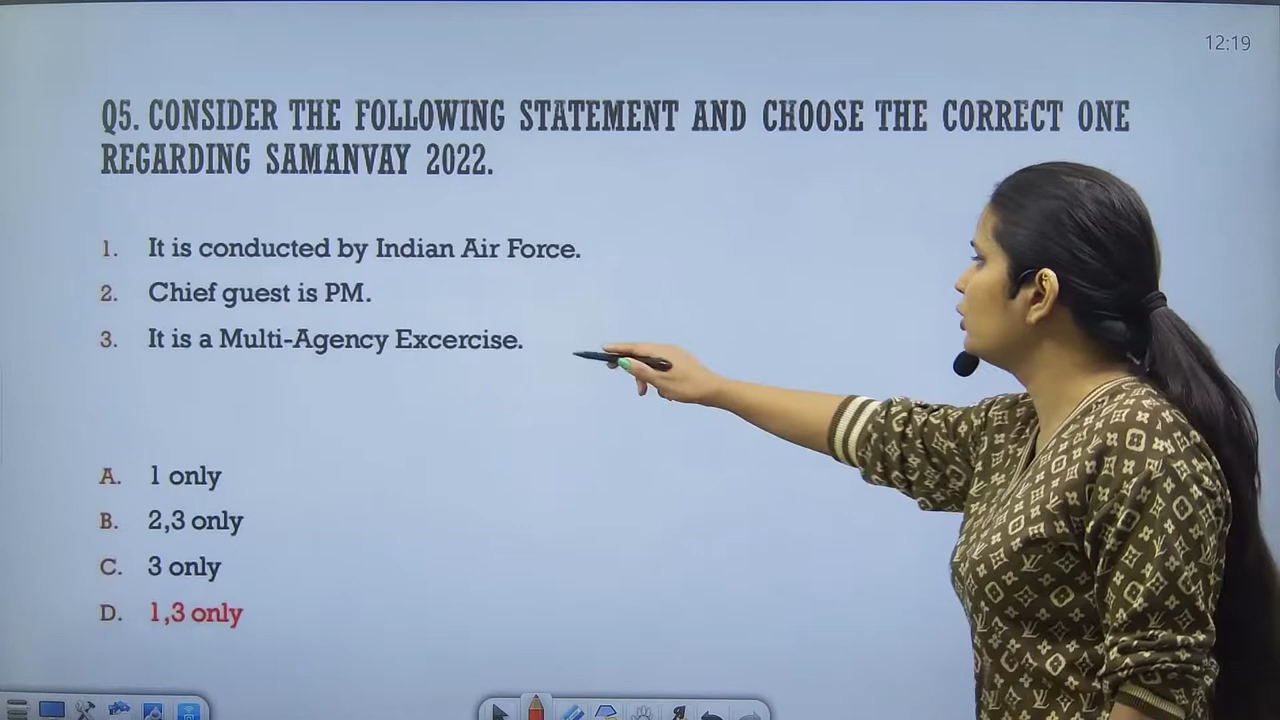 12:19
Q5. CONSIDER THE FOLLOWING STATEMENT AND CHOOSE THE CORRECT ONE
REGARDING SAMANVAY 2022.
1. It is conducted by Indian Air Force.
2. Chief guest is PM.
3. It is a Multi-Agency Excercise.
A. 1 only
B. 2,3 only
C. 3 only
D. 1,3 only